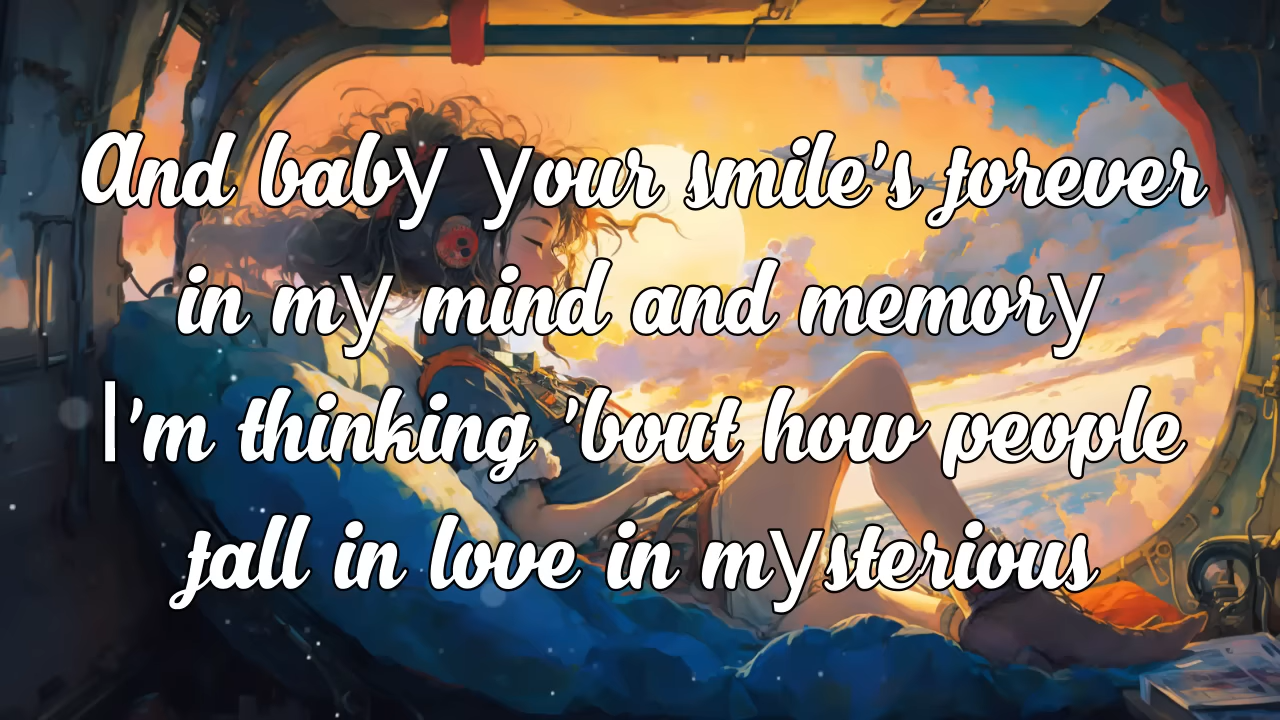 And baby your smile's forever
in my mind and memory
I'm thinking 'bout how people
fall in love in mysterious